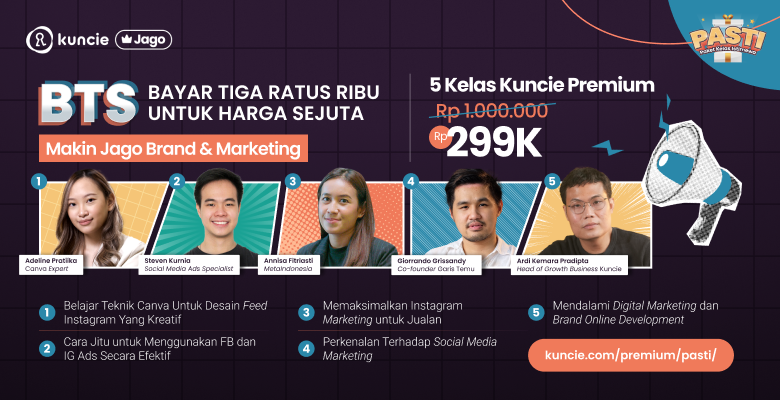 kuncie
Jago
PASTI
Paket Kelas Istimewa
BTS
BAYAR TIGA RATUS RIBU
UNTUK HARGA SEJUTA
Makin Jago Brand & Marketing
5 Kelas Kuncie Premium
Rp 1.000.000
Rp 299K
1
2
3
4
5
Adeline Pratilka
Canva Expert
Steven Kurnia
Social Media Ads Specialist
Annisa Fitriasti
MetaIndonesia
Giorrando Grissandy
Co-founder Garis Temu
Ardi Kemara Pradipta
Head of Growth Business Kuncie
1 Belajar Teknik Canva Untuk Desain Feed
Instagram Yang Kreatif
2 Cara Jitu untuk Menggunakan FB dan
IG Ads Secara Efektif
3 Memaksimalkan Instagram
Marketing untuk Jualan
4 Perkenalan Terhadap Social Media
Marketing
5 Mendalami Digital Marketing dan
Brand Online Development
kuncie.com/premium/pasti/